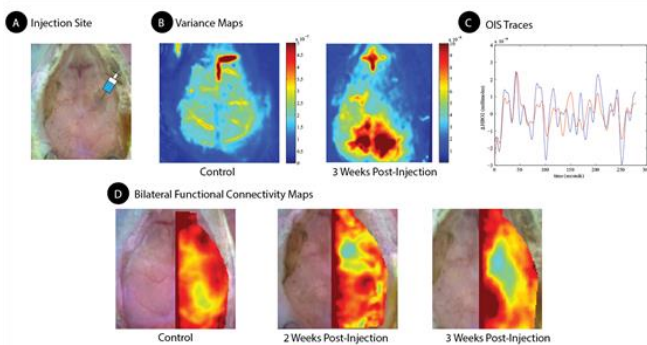 A Injection Site
B Variance Maps
C OIS Traces
Control
3 Weeks Post-Injection
D Bilateral Functional Connectivity Maps
Control
2 Weeks Post-Injection
3 Weeks Post-Injection